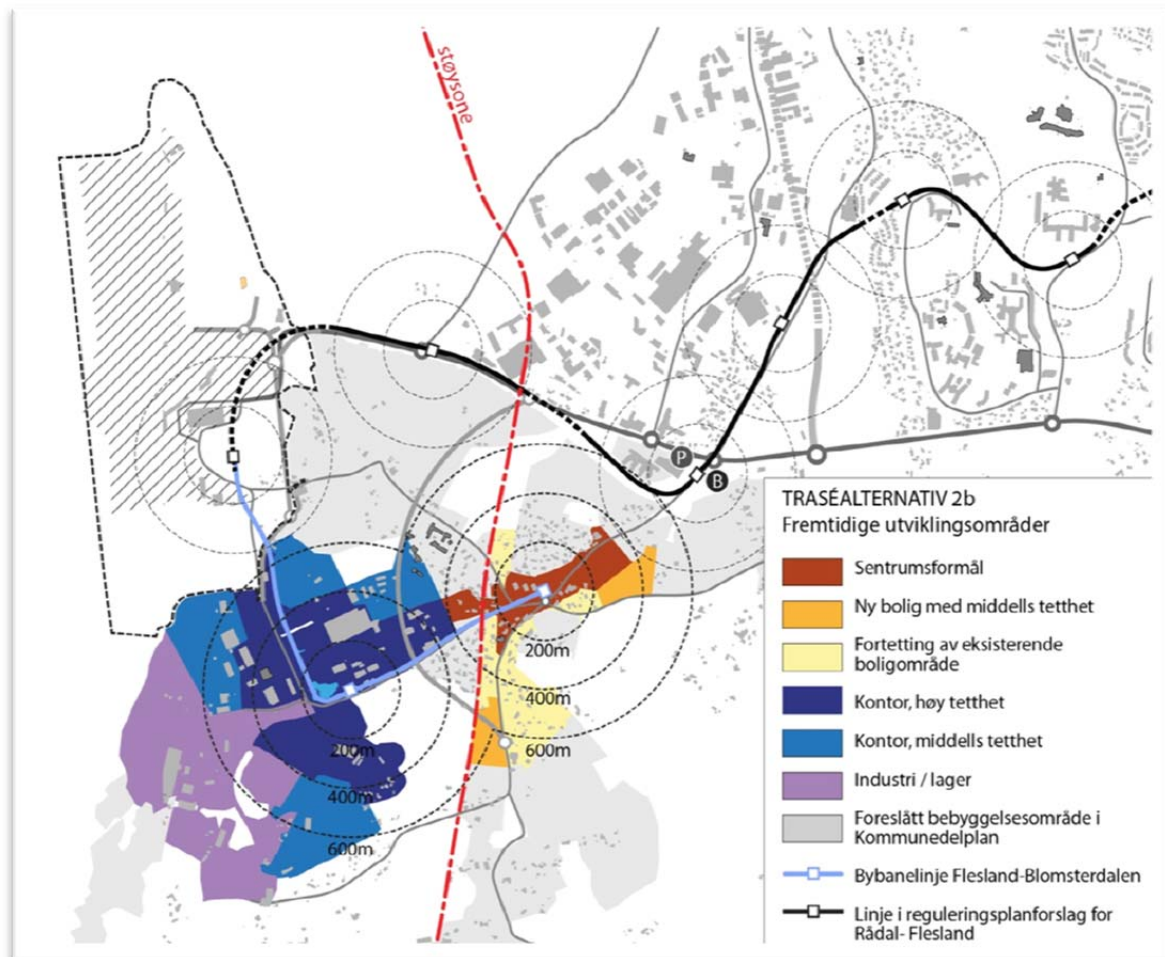 støysone
P
B
200m
400m
600m
200m
400m
600m
TRASÉALTERNATIV 2b
Fremtidige utviklingsområder
Sentrumsformål
Ny bolig med middells tetthet
Fortetting av eksisterende
boligområde
Kontor, høy tetthet
Kontor, middells tetthet
Industri / lager
Foreslått bebyggelsesområde i
Kommunedelplan
Bybanelinje Flesland-Blomsterdalen
Linje i reguleringsplanforslag for
Rådal- Flesland